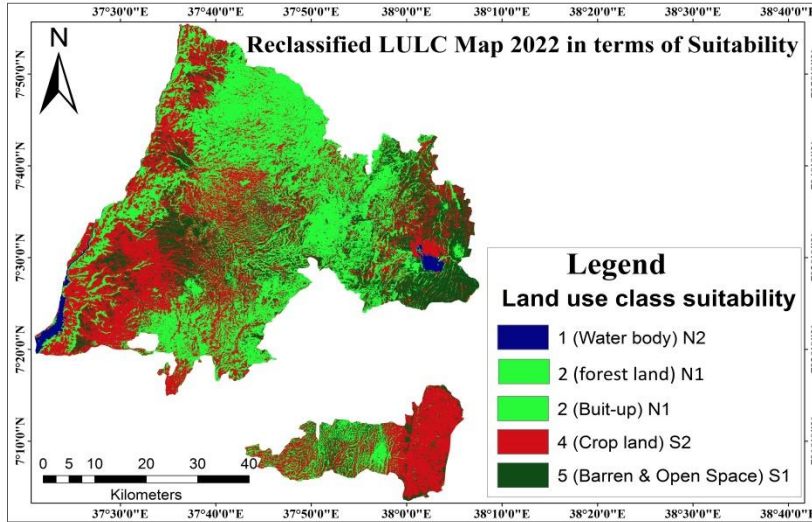 37°30'0"E 37°40'0"E 37°50'0"E 38°0'0"E 38°10'0"E 38°20'0"E 38°30'0"E 38°40'0"E
N
Reclassified LULC Map 2022 in terms of Suitability
7°50'0"N
7°40'0"N
7°30'0"N
7°20'0"N
7°10'0"N
Legend
Land use class suitability
1 (Water body) N2
2 (forest land) N1
2 (Buit-up) N1
4 (Crop land) S2
5 (Barren & Open Space) S1
0 5 10 20 30 40
Kilometers
37°30'0"E 37°40'0"E 37°50'0"E 38°0'0"E 38°10'0"E 38°20'0"E 38°30'0"E 38°40'0"E